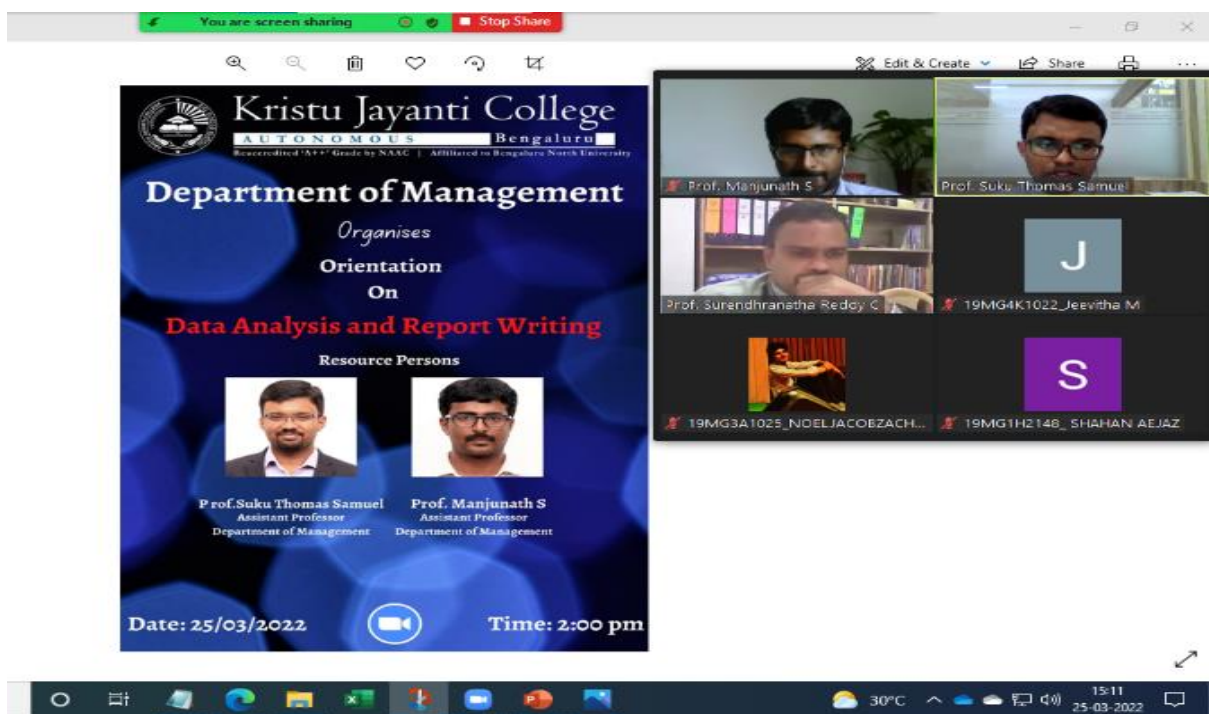 You are screen sharing
Stop Share
Edit & Create
Share
Kristu Jayanti College
AUTONOMOUS Bengaluru
Reaccredited 'A++' Grade by NAAC | Affiliated to Bengaluru North University
Department of Management
Organises
Orientation
On
Data Analysis and Report Writing
Resource Persons
Prof.Suku Thomas Samuel
Assistant Professor
Department of Management
Prof. Manjunath S
Assistant Professor
Department of Management
Date: 25/03/2022
Time: 2:00 pm
Prof. Manjunath S
Prof. Suku Thomas Samuel
Prof. Surendhranatha Reddy C
J
19MG4K1022_Jeevitha M
19MG3A1025_NOELJACOBZACH...
S
19MG1H2148_ SHAHAN AEJAZ
30°C
15:11
25-03-2022